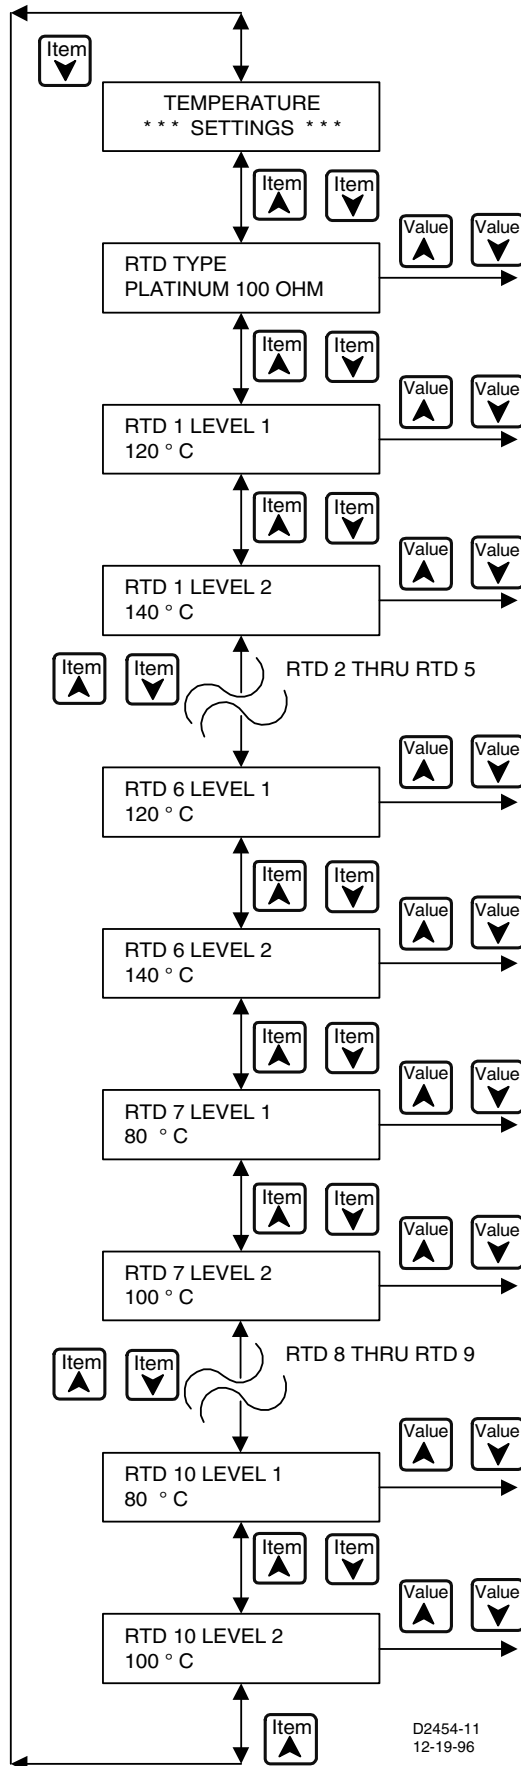 Item
TEMPERATURE
* * * SETTINGS * * *
Item Item
Value Value
RTD TYPE
PLATINUM 100 OHM
Item Item
Value Value
RTD 1 LEVEL 1
120 ° C
Item Item
Value Value
RTD 1 LEVEL 2
140 ° C
Item Item
RTD 2 THRU RTD 5
Value Value
RTD 6 LEVEL 1
120 ° C
Item Item
Value Value
RTD 6 LEVEL 2
140 ° C
Item Item
Value Value
RTD 7 LEVEL 1
80 ° C
Item Item
Value Value
RTD 7 LEVEL 2
100 ° C
Item Item
RTD 8 THRU RTD 9
Value Value
RTD 10 LEVEL 1
80 ° C
Item Item
Value Value
RTD 10 LEVEL 2
100 ° C
Item
D2454-11
12-19-96